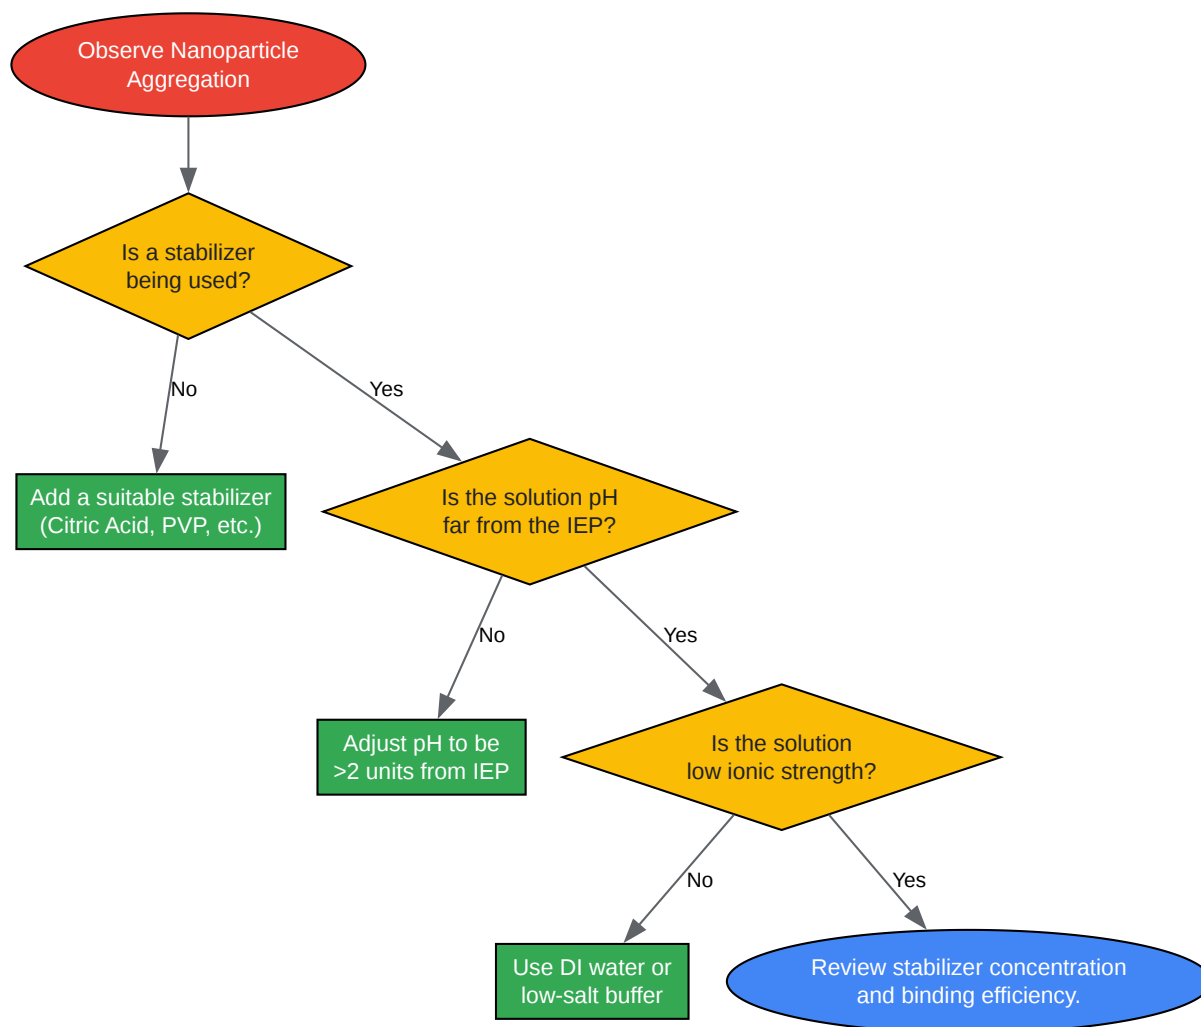 Observe Nanoparticle
Aggregation
Is a stabilizer
being used?
No
Yes
Add a suitable stabilizer
(Citric Acid, PVP, etc.)
Is the solution pH
far from the IEP?
No
Yes
Adjust pH to be
>2 units from IEP
Is the solution
low ionic strength?
No
Yes
Use DI water or
low-salt buffer
Review stabilizer concentration
and binding efficiency.